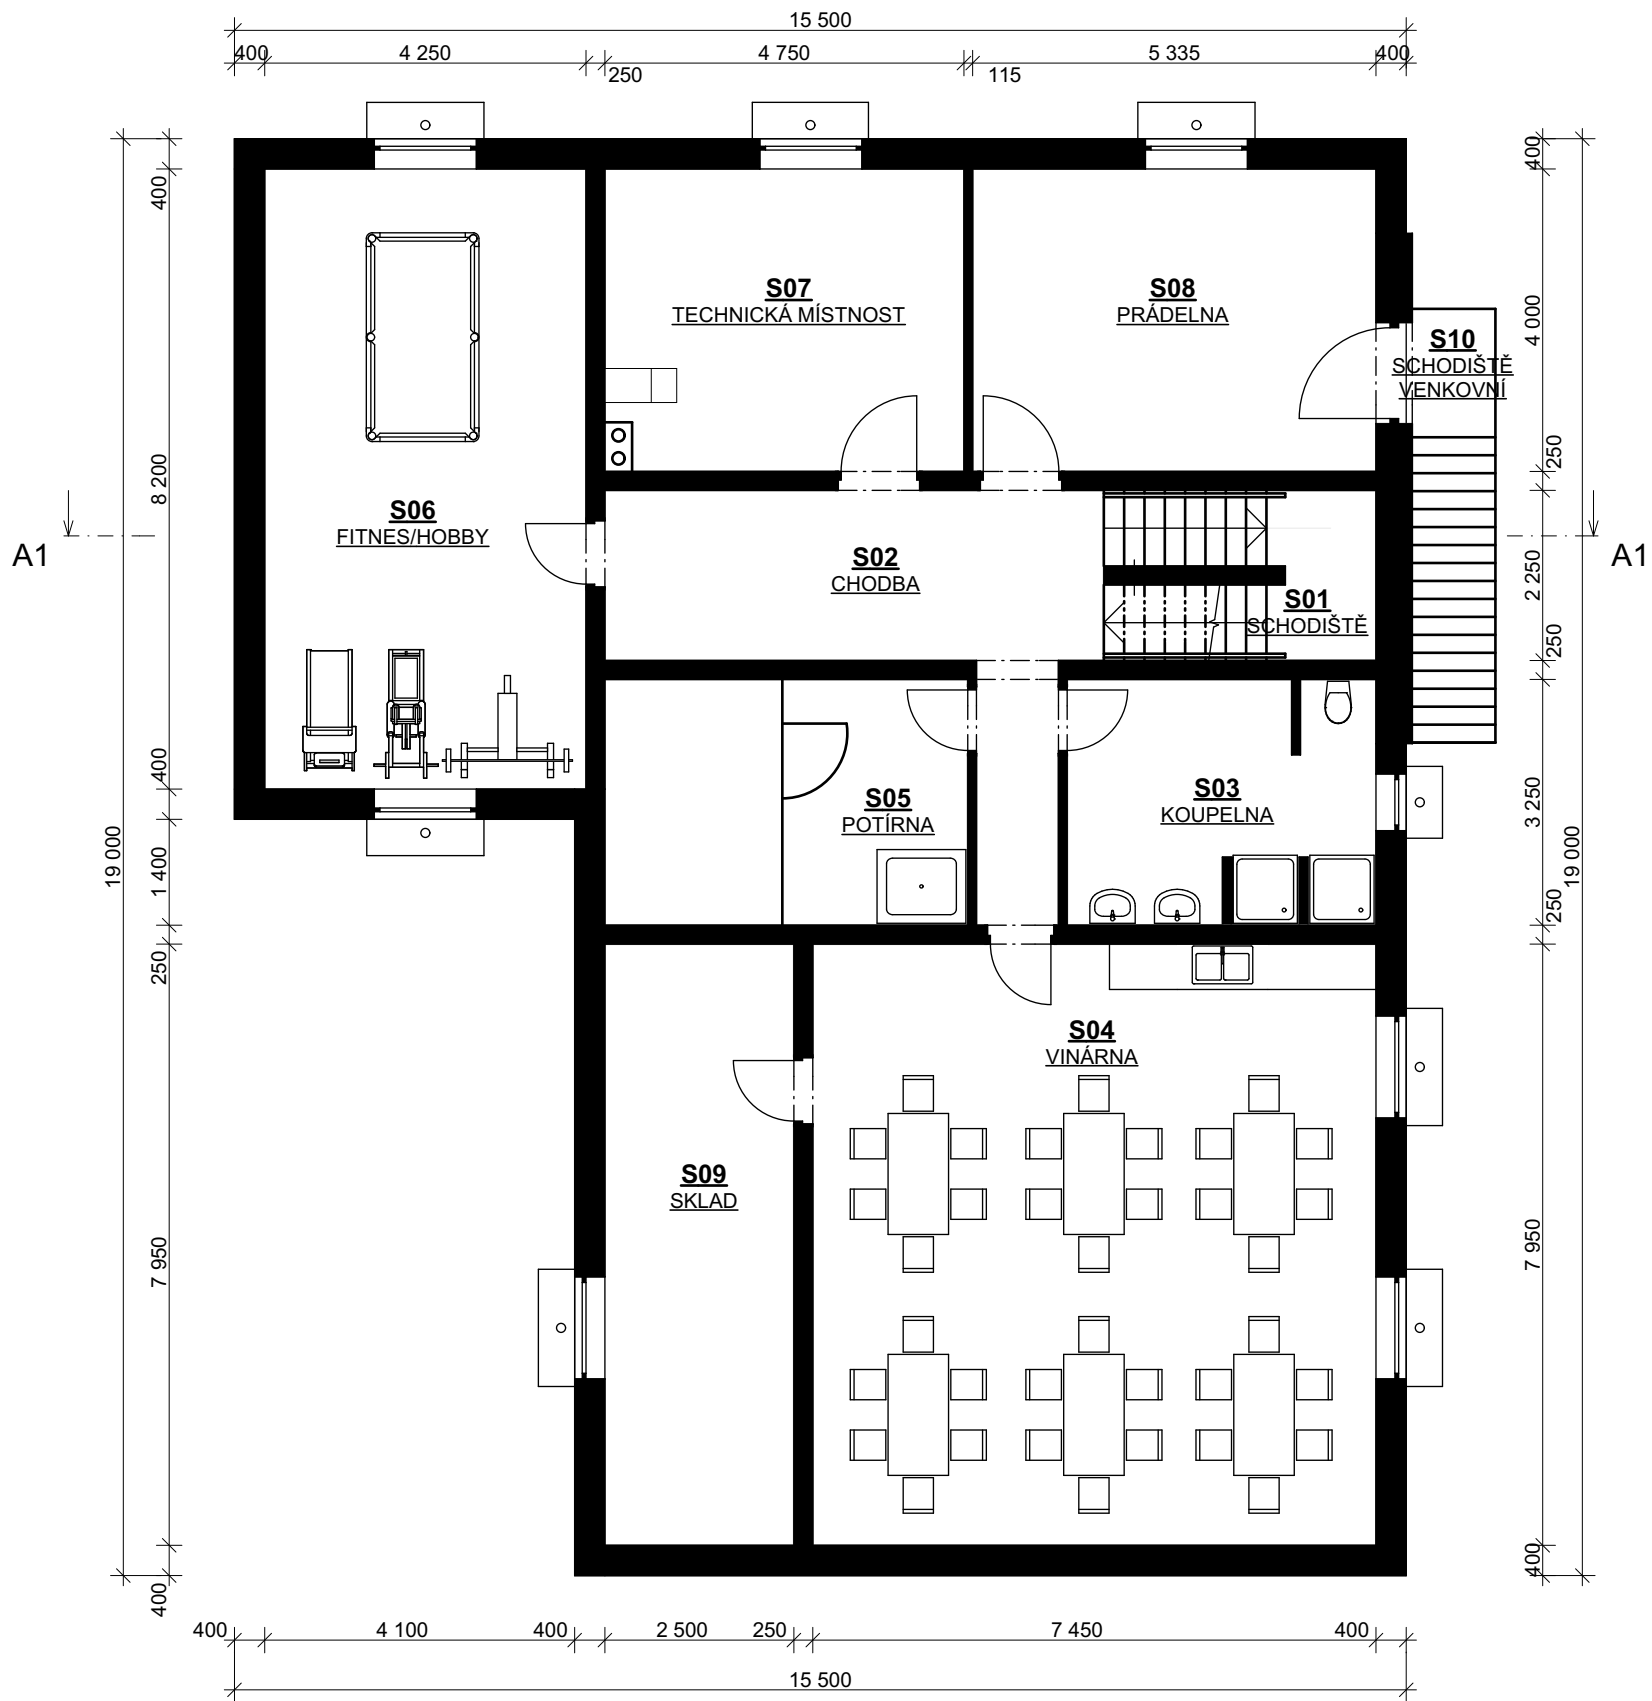 15 500
400
4 250
250
4 750
115
5 335
400
400
8 200
400
1 400
250
7 950
400
19 000
400
4 000
250
2 250
250
3 250
250
7 950
400
19 000
S07
TECHNICKÁ MÍSTNOST
S08
PRÁDELNA
S10
SCHODIŠTĚ
VENKOVNÍ
S06
FITNES/HOBBY
A1
A1
S02
CHODBA
S01
SCHODIŠTĚ
S03
KOUPELNA
S05
POTÍRNA
S04
VINÁRNA
S09
SKLAD
400
4 100
400
2 500
250
7 450
400
15 500